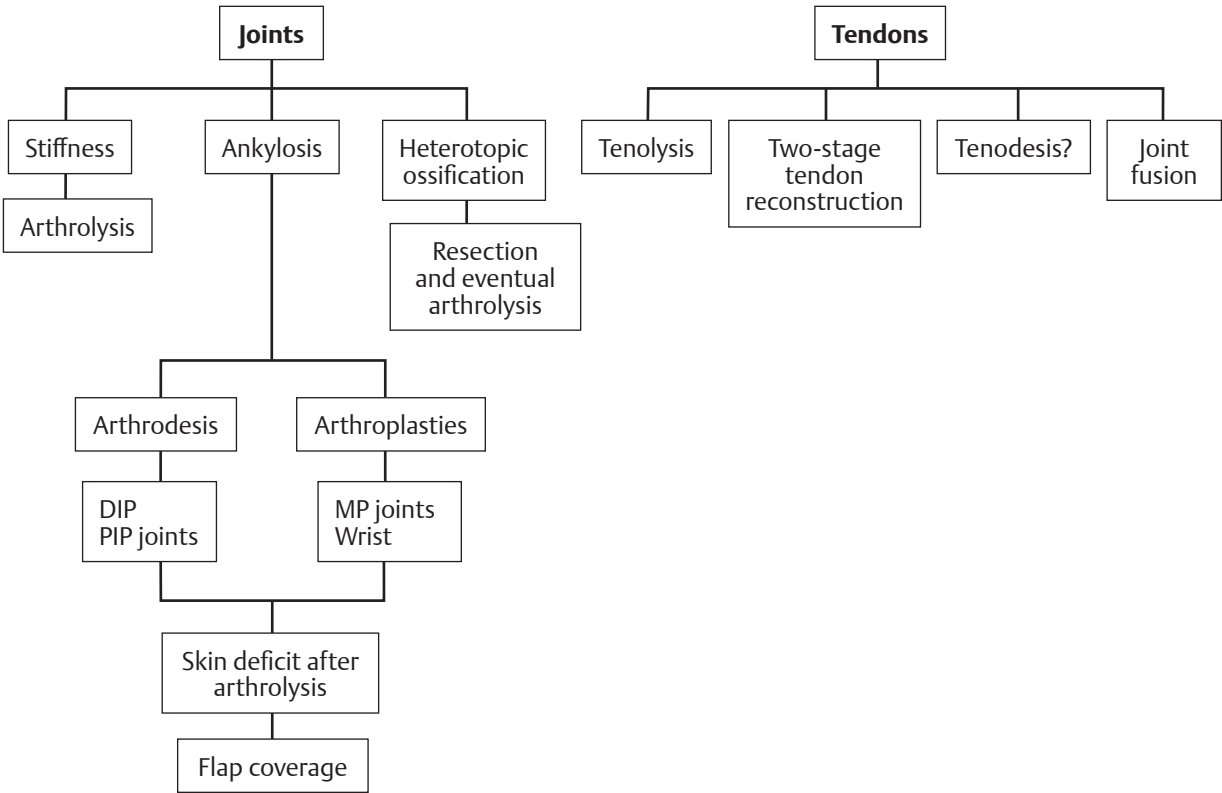 Joints
Stiffness
Arthrolysis
Ankylosis
Heterotopic
ossification
Resection
and eventual
arthrolysis
Arthrodesis
Arthroplasties
DIP
PIP joints
MP joints
Wrist
Skin deficit after
arthrolysis
Flap coverage
Tendons
Tenolysis
Two-stage
tendon
reconstruction
Tenodesis?
Joint
fusion